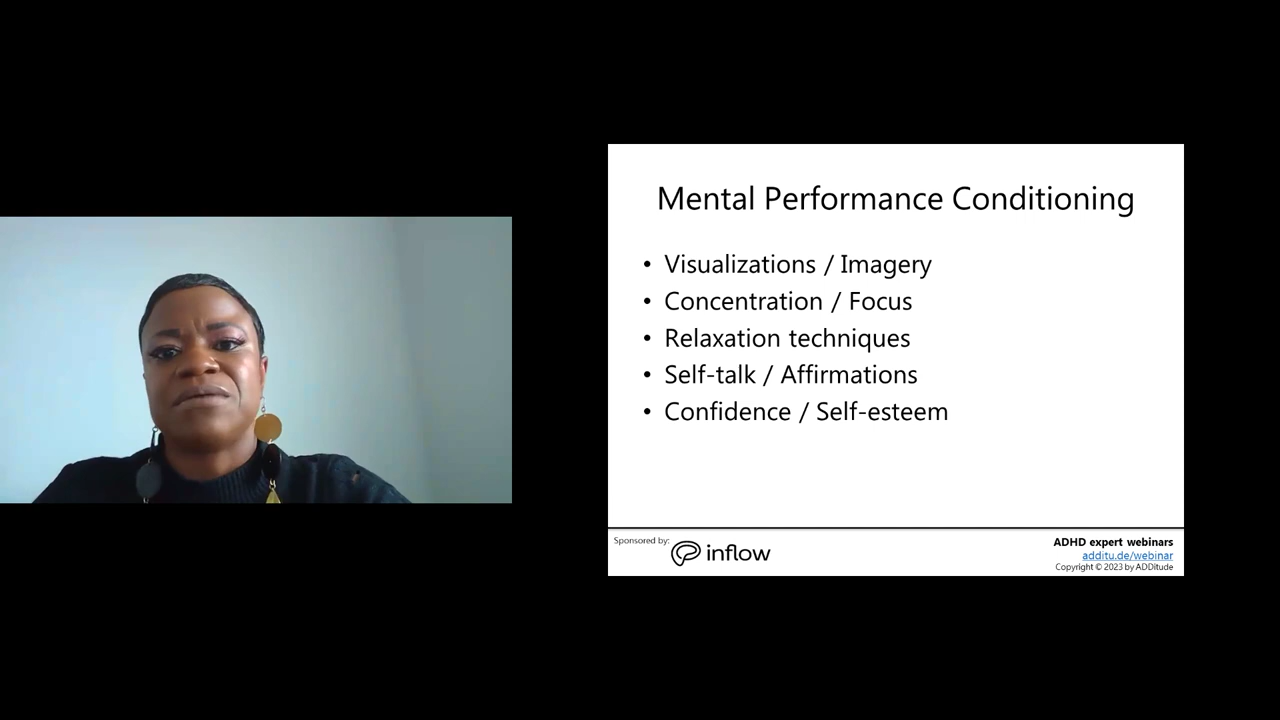 Mental Performance Conditioning
• Visualizations / Imagery
• Concentration / Focus
• Relaxation techniques
• Self-talk / Affirmations
• Confidence / Self-esteem
Sponsored by:
inflow
ADHD expert webinars
additu.de/webinar
Copyright © 2023 by ADDitude